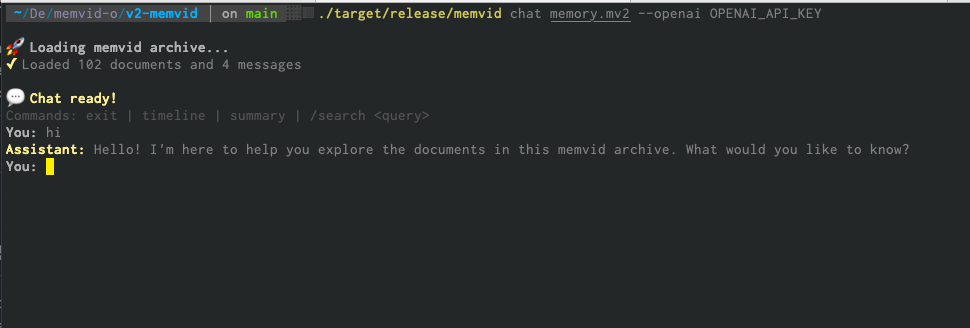 ~/De/memvid-o/v2-memvid | on main ./target/release/memvid chat memory.mv2 --openai OPENAI_API_KEY
🚀 Loading memvid archive...
✓ Loaded 102 documents and 4 messages
💬 Chat ready!
Commands: exit | timeline | summary | /search <query>
You: hi
Assistant: Hello! I'm here to help you explore the documents in this memvid archive. What would you like to know?
You: